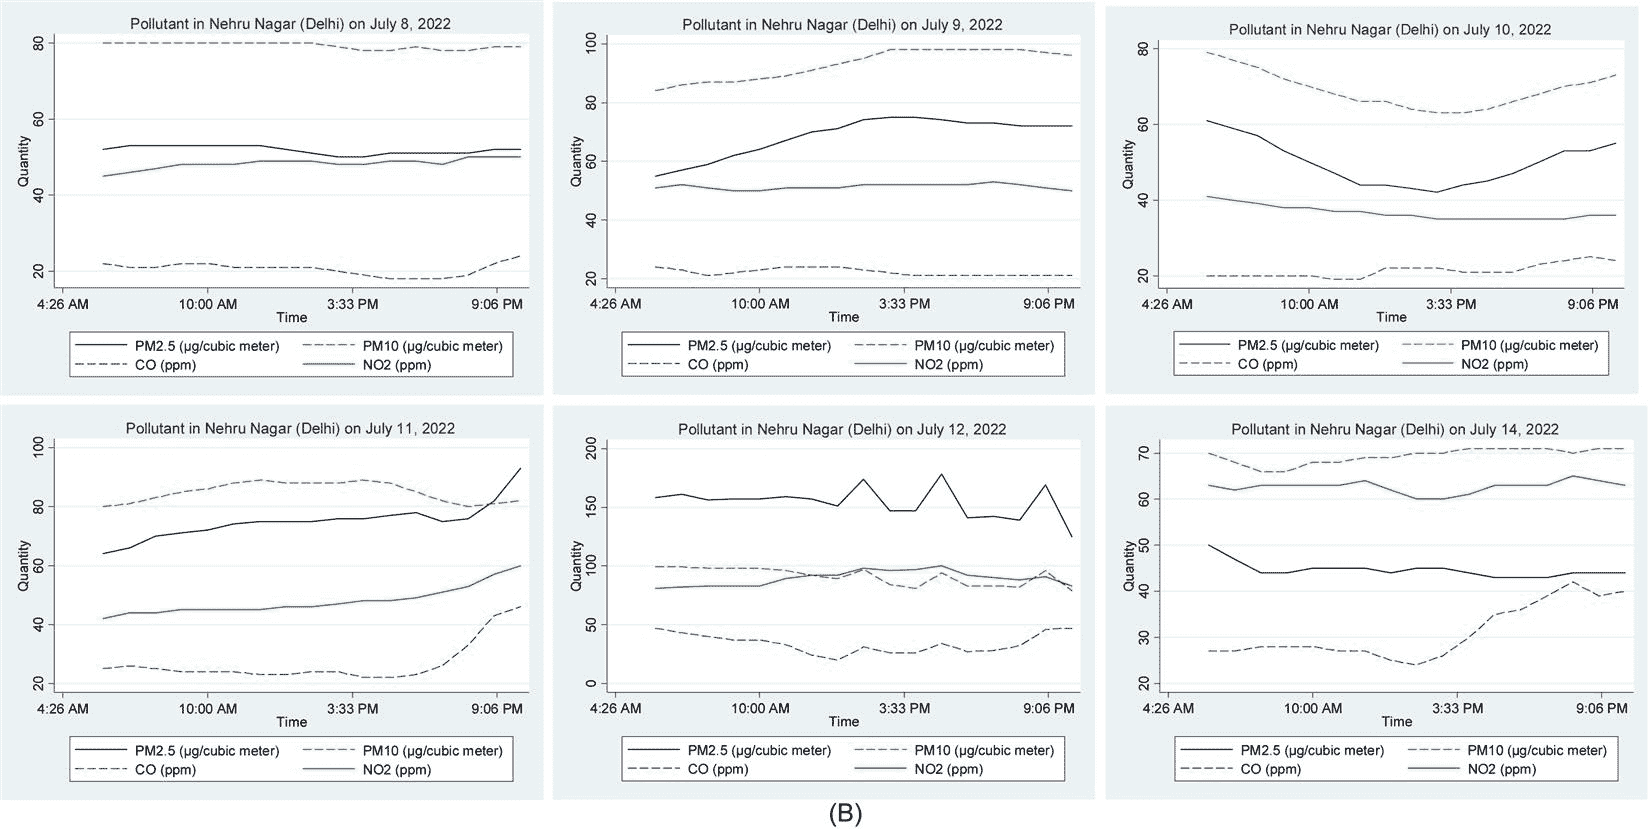 Pollutant in Nehru Nagar (Delhi) on July 8, 2022
80
60
40
20
Quantity
4:26 AM 10:00 AM 3:33 PM 9:06 PM
Time
PM2.5 (µg/cubic meter) PM10 (µg/cubic meter)
CO (ppm) NO2 (ppm)
Pollutant in Nehru Nagar (Delhi) on July 9, 2022
100
80
60
40
20
Quantity
4:26 AM 10:00 AM 3:33 PM 9:06 PM
Time
PM2.5 (µg/cubic meter) PM10 (µg/cubic meter)
CO (ppm) NO2 (ppm)
Pollutant in Nehru Nagar (Delhi) on July 10, 2022
80
60
40
20
Quantity
4:26 AM 10:00 AM 3:33 PM 9:06 PM
Time
PM2.5 (µg/cubic meter) PM10 (µg/cubic meter)
CO (ppm) NO2 (ppm)
Pollutant in Nehru Nagar (Delhi) on July 11, 2022
100
80
60
40
20
Quantity
4:26 AM 10:00 AM 3:33 PM 9:06 PM
Time
PM2.5 (µg/cubic meter) PM10 (µg/cubic meter)
CO (ppm) NO2 (ppm)
Pollutant in Nehru Nagar (Delhi) on July 12, 2022
200
150
100
50
0
Quantity
4:26 AM 10:00 AM 3:33 PM 9:06 PM
Time
PM2.5 (µg/cubic meter) PM10 (µg/cubic meter)
CO (ppm) NO2 (ppm)
Pollutant in Nehru Nagar (Delhi) on July 14, 2022
70
60
50
40
30
20
Quantity
4:26 AM 10:00 AM 3:33 PM 9:06 PM
Time
PM2.5 (µg/cubic meter) PM10 (µg/cubic meter)
CO (ppm) NO2 (ppm)
(B)